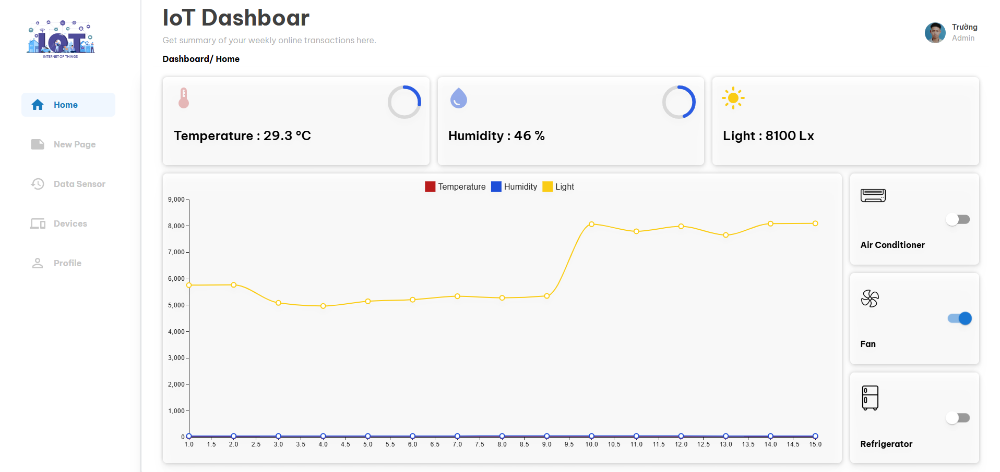 IoT Dashboar
Get summary of your weekly online transactions here.
Dashboard/ Home
Trường
Admin
IOT
INTERNET OF THINGS
Home
New Page
Data Sensor
Devices
Profile
Temperature : 29.3 °C
Humidity : 46 %
Light : 8100 Lx
Temperature Humidity Light
9,000
8,000
7,000
6,000
5,000
4,000
3,000
2,000
1,000
0
1.0 1.5 2.0 2.5 3.0 3.5 4.0 4.5 5.0 5.5 6.0 6.5 7.0 7.5 8.0 8.5 9.0 9.5 10.0 10.5 11.0 11.5 12.0 12.5 13.0 13.5 14.0 14.5 15.0
Air Conditioner
Fan
Refrigerator